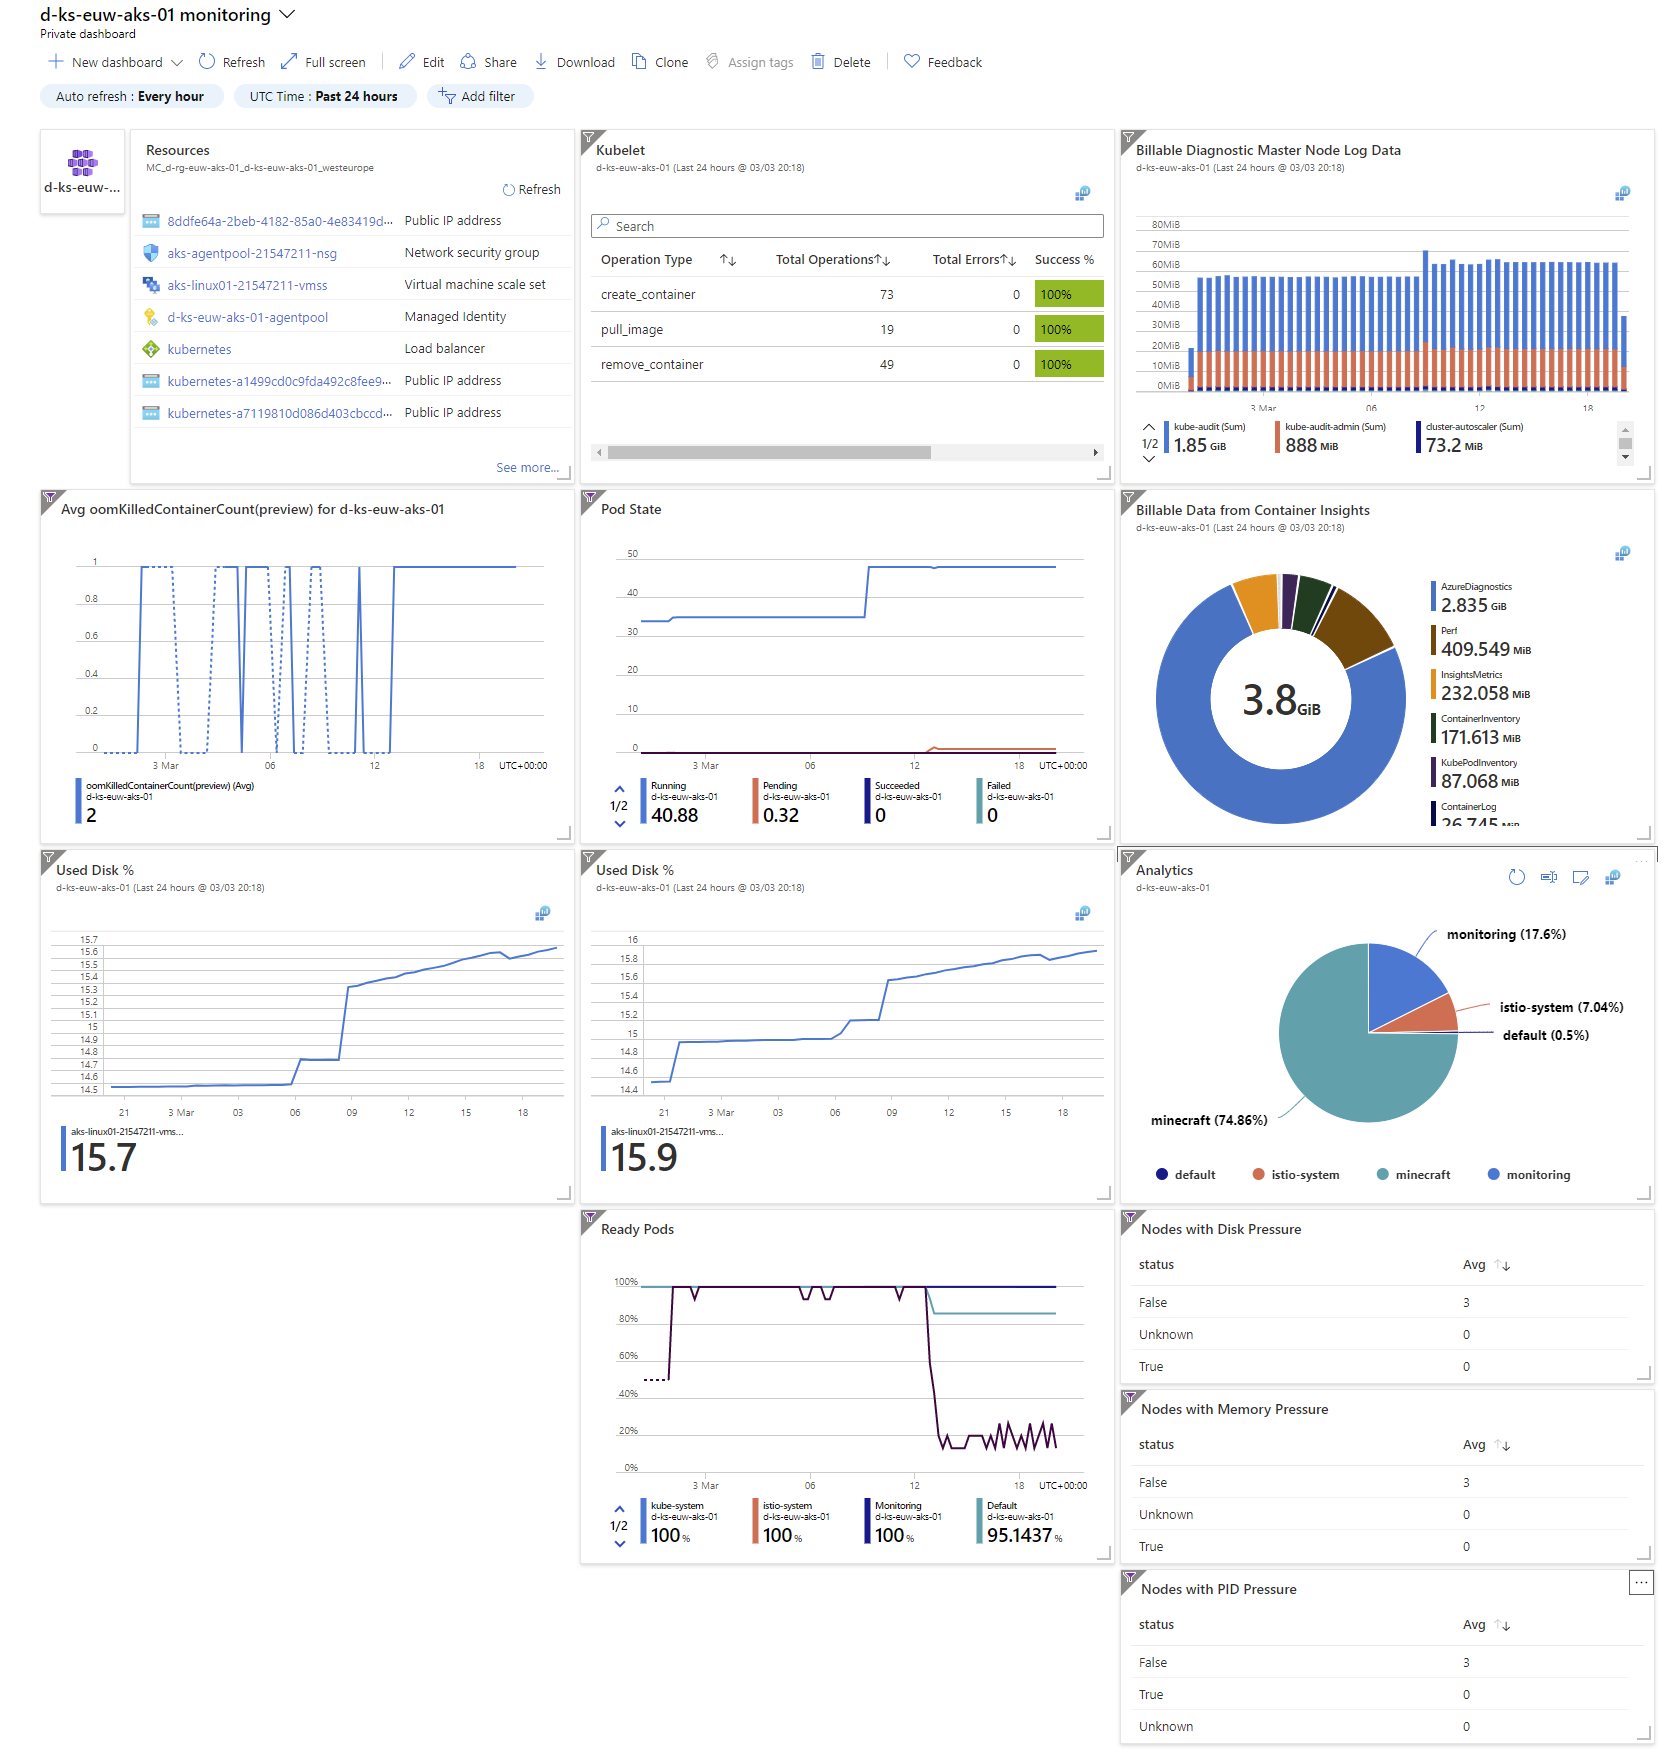 d-ks-euw-aks-01 monitoring
Private dashboard
New dashboard Refresh Full screen Edit Share Download Clone Assign tags Delete Feedback
Auto refresh : Every hour UTC Time : Past 24 hours Add filter
d-ks-euw-...
Resources
MC_d-rg-euw-aks-01_d-ks-euw-aks-01_westeurope
Refresh
8ddfe64a-2beb-4182-85a0-4e83419d... Public IP address
aks-agentpool-21547211-nsg Network security group
aks-linux01-21547211-vmss Virtual machine scale set
d-ks-euw-aks-01-agentpool Managed Identity
kubernetes Load balancer
kubernetes-a1499cd0c9fda492c8fee9... Public IP address
kubernetes-a7119810d086d403cbccd... Public IP address
See more...
Kubelet
d-ks-euw-aks-01 (Last 24 hours @ 03/03 20:18)
Search
Operation Type Total Operations Total Errors Success %
create_container 73 0 100%
pull_image 19 0 100%
remove_container 49 0 100%
Billable Diagnostic Master Node Log Data
d-ks-euw-aks-01 (Last 24 hours @ 03/03 20:18)
80MiB
70MiB
60MiB
50MiB
40MiB
30MiB
20MiB
10MiB
0MiB
3 Mar 06 12 18
1/2
kube-audit (Sum) kube-audit-admin (Sum) cluster-autoscaler (Sum)
1.85 GiB 888 MiB 73.2 MiB
Avg oomKilledContainerCount(preview) for d-ks-euw-aks-01
1
0.8
0.6
0.4
0.2
0
3 Mar 06 12 18 UTC+00:00
oomKilledContainerCount(preview) (Avg)
d-ks-euw-aks-01
2
Pod State
50
40
30
20
10
0
3 Mar 06 12 18 UTC+00:00
1/2
Running Pending Succeeded Failed
d-ks-euw-aks-01 d-ks-euw-aks-01 d-ks-euw-aks-01 d-ks-euw-aks-01
40.88 0.32 0 0
Billable Data from Container Insights
d-ks-euw-aks-01 (Last 24 hours @ 03/03 20:18)
3.8GiB
AzureDiagnostics
2.835 GiB
Perf
409.549 MiB
InsightsMetrics
232.058 MiB
ContainerInventory
171.613 MiB
KubePodInventory
87.068 MiB
ContainerLog
26.745 MiB
Used Disk %
d-ks-euw-aks-01 (Last 24 hours @ 03/03 20:18)
15.7
15.6
15.5
15.4
15.3
15.2
15.1
15
14.9
14.8
14.7
14.6
14.5
21 3 Mar 03 06 09 12 15 18
aks-linux01-21547211-vms...
15.7
Used Disk %
d-ks-euw-aks-01 (Last 24 hours @ 03/03 20:18)
16
15.8
15.6
15.4
15.2
15
14.8
14.6
14.4
21 3 Mar 03 06 09 12 15 18
aks-linux01-21547211-vms...
15.9
Analytics
d-ks-euw-aks-01
monitoring (17.6%)
istio-system (7.04%)
default (0.5%)
minecraft (74.86%)
default istio-system minecraft monitoring
Ready Pods
100%
80%
60%
40%
20%
0%
3 Mar 06 12 18 UTC+00:00
1/2
kube-system istio-system Monitoring Default
d-ks-euw-aks-01 d-ks-euw-aks-01 d-ks-euw-aks-01 d-ks-euw-aks-01
100 % 100 % 100 % 95.1437 %
Nodes with Disk Pressure
status Avg
False 3
Unknown 0
True 0
Nodes with Memory Pressure
status Avg
False 3
Unknown 0
True 0
Nodes with PID Pressure
status Avg
False 3
True 0
Unknown 0